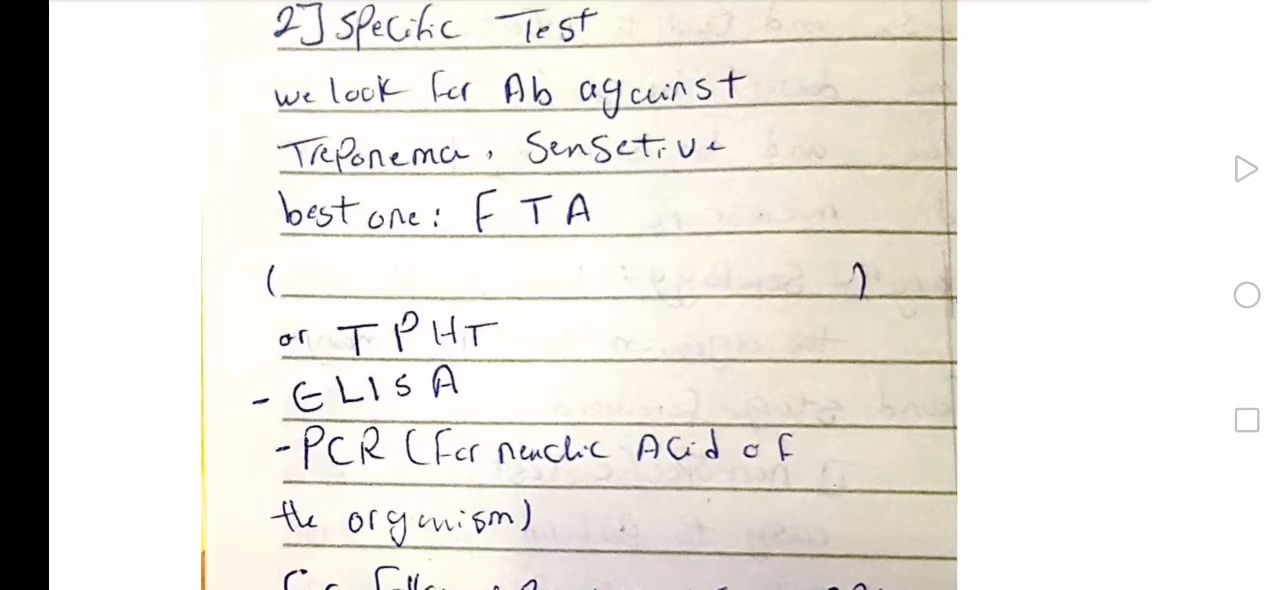 2] Specific Test
we look for Ab against
Treponema, Sensetive
best one: F T A
( )
or T P H T
- ELISA
- PCR (For neuclic Acid of
the organism)